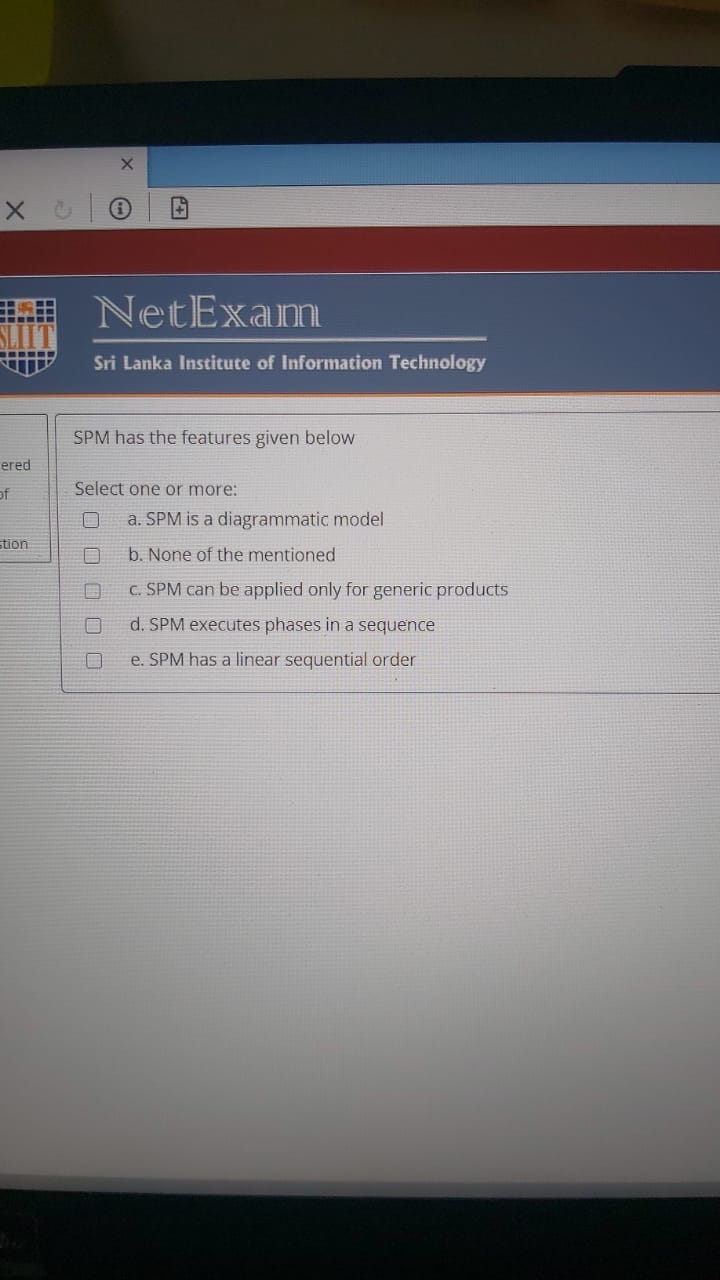 SLIIT
NetExam
Sri Lanka Institute of Information Technology
ered
of
stion
SPM has the features given below
Select one or more:
a. SPM is a diagrammatic model
b. None of the mentioned
c. SPM can be applied only for generic products
d. SPM executes phases in a sequence
e. SPM has a linear sequential order